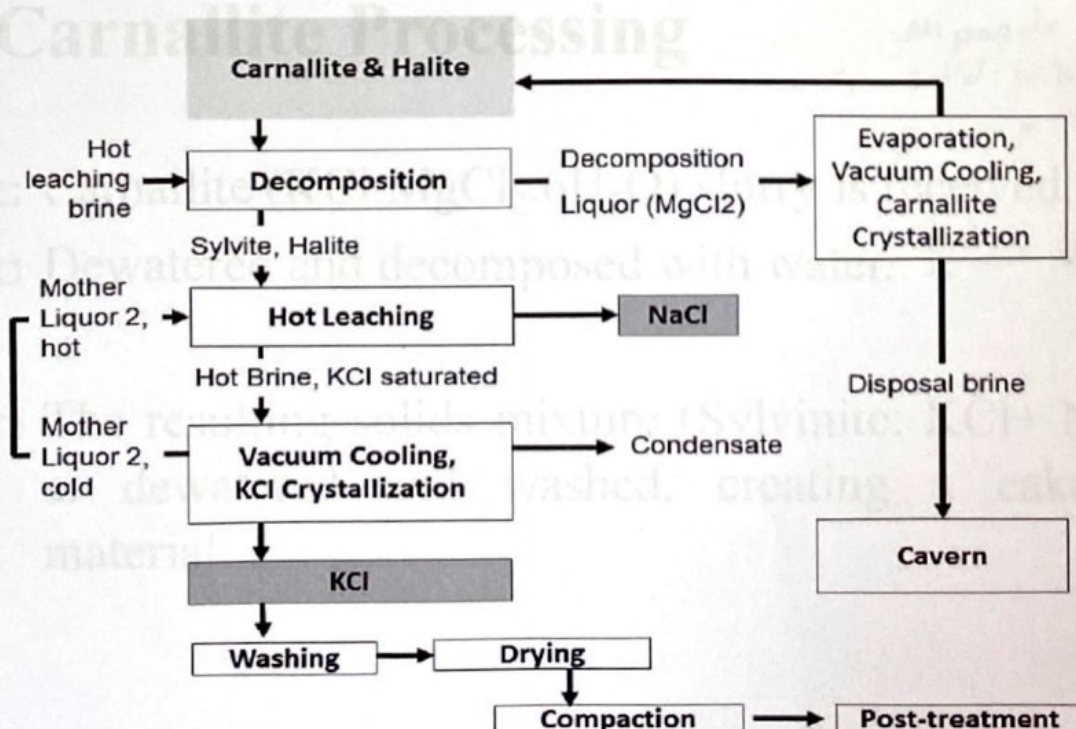 Carnallite Processing
Carnallite & Halite
Hot
leaching
brine
Decomposition
Decomposition
Liquor (MgCl2)
Evaporation,
Vacuum Cooling,
Carnallite
Crystallization
Sylvite, Halite
Mother
Liquor 2,
hot
Hot Leaching
NaCl
Hot Brine, KCl saturated
Disposal brine
Mother
Liquor 2,
cold
Vacuum Cooling,
KCl Crystallization
Condensate
Cavern
KCl
Washing
Drying
Compaction
Post-treatment
Carnallite
is received
Dewatered and decomposed with water.
The resulting solids mixture (Sylvinite; KCl+
washed, creating
material